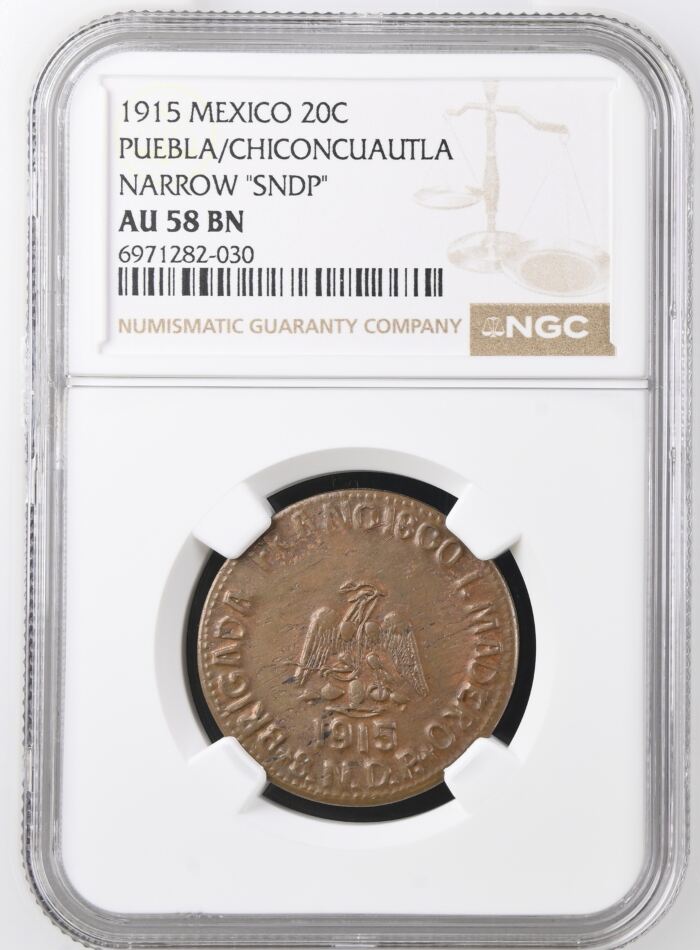 1915 MEXICO 20C
PUEBLA/CHICONCUAUTLA
NARROW "SNDP"
AU 58 BN
6971282-030
NUMISMATIC GUARANTY COMPANY
NGC
BRIGADA FRANCISCO I. MADERO
S.N.D.P.
1915